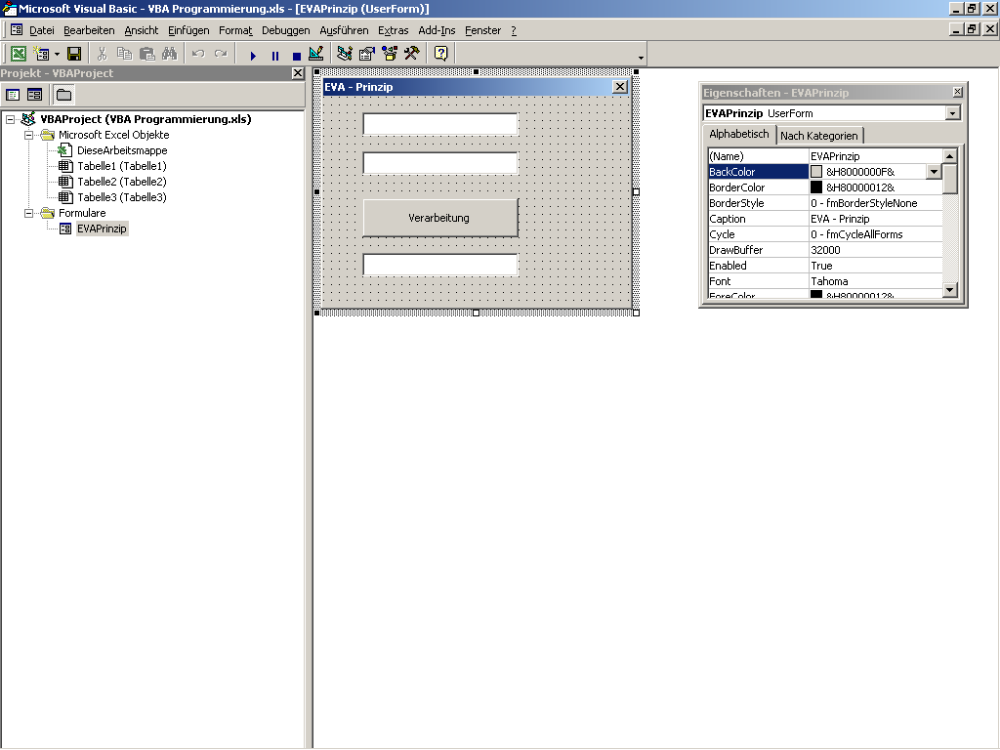 Microsoft Visual Basic - VBA Programmierung.xls - [EVAPrinzip (UserForm)]
Datei Bearbeiten Ansicht Einfügen Format Debuggen Ausführen Extras Add-Ins Fenster ?
Projekt - VBAProject
VBAProject (VBA Programmierung.xls)
Microsoft Excel Objekte
DieseArbeitsmappe
Tabelle1 (Tabelle1)
Tabelle2 (Tabelle2)
Tabelle3 (Tabelle3)
Formulare
EVAPrinzip
EVA - Prinzip
Verarbeitung
Eigenschaften - EVAPrinzip
EVAPrinzip UserForm
Alphabetisch Nach Kategorien
(Name) EVAPrinzip
BackColor &H8000000F&
BorderColor &H80000012&
BorderStyle 0 - fmBorderStyleNone
Caption EVA - Prinzip
Cycle 0 - fmCycleAllForms
DrawBuffer 32000
Enabled True
Font Tahoma
ForeColor &H80000012&